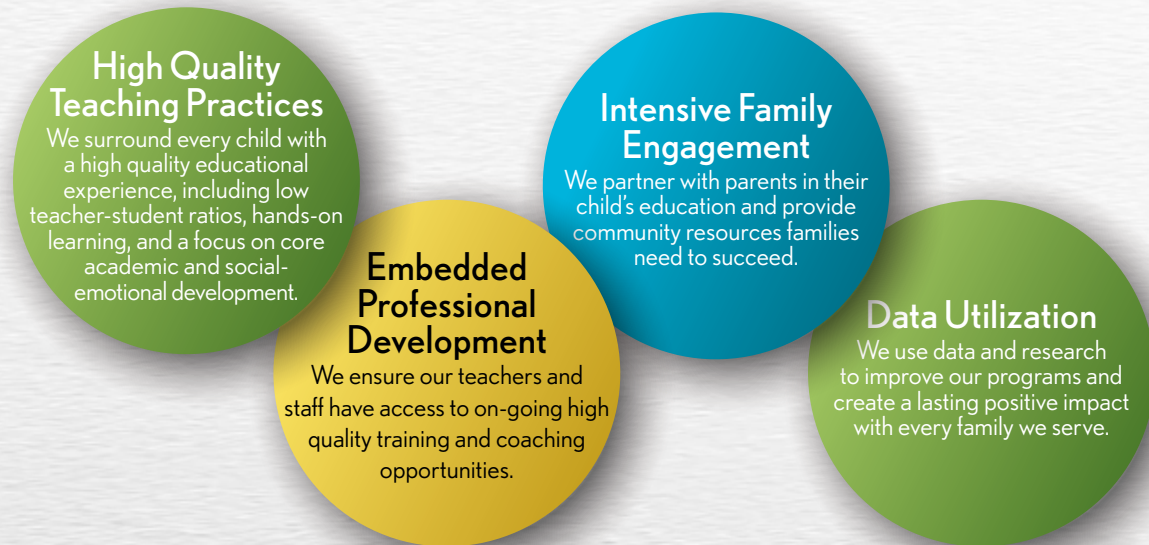 High Quality
Teaching Practices
We surround every child with
a high quality educational
experience, including low
teacher-student ratios, hands-on
learning, and a focus on core
academic and social-
emotional development.
Embedded
Professional
Development
We ensure our teachers and
staff have access to on-going high
quality training and coaching
opportunities.
Intensive Family
Engagement
We partner with parents in their
child's education and provide
community resources families
need to succeed.
Data Utilization
We use data and research
to improve our programs and
create a lasting positive impact
with every family we serve.